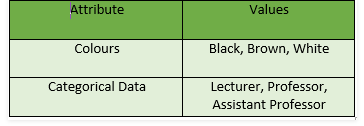 Attribute Values
Colours Black, Brown, White
Categorical Data Lecturer, Professor,
Assistant Professor